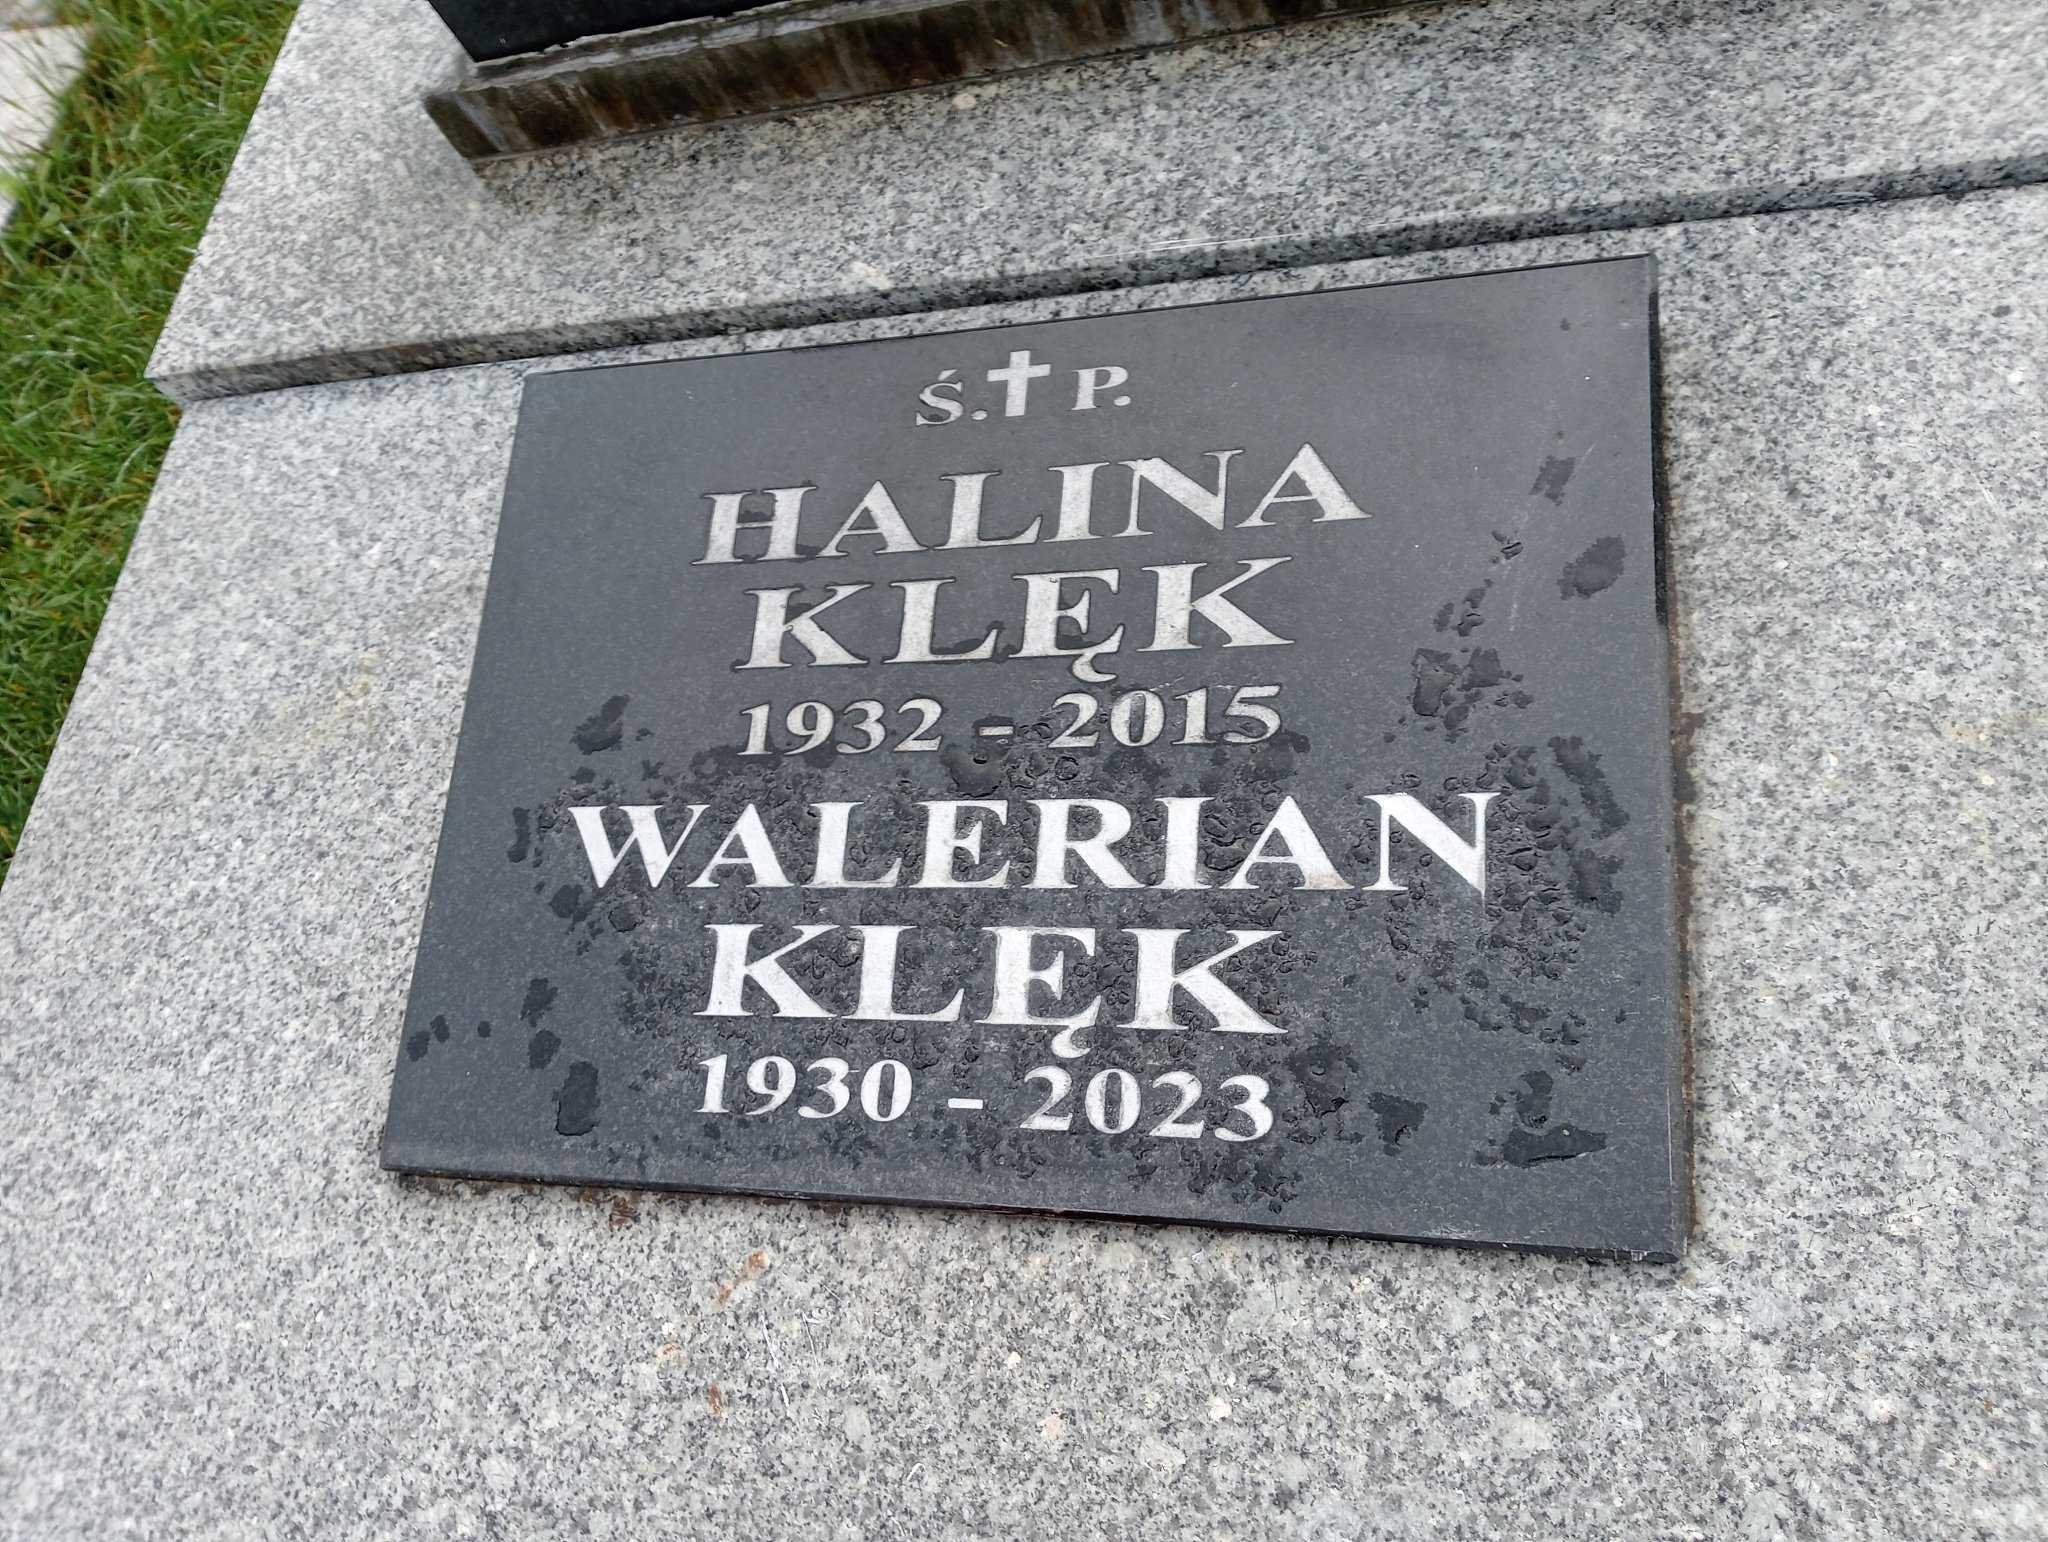 Ś. P.
HALINA
KLĘK
1932 - 2015
WALERIAN
KLĘK
1930 - 2023